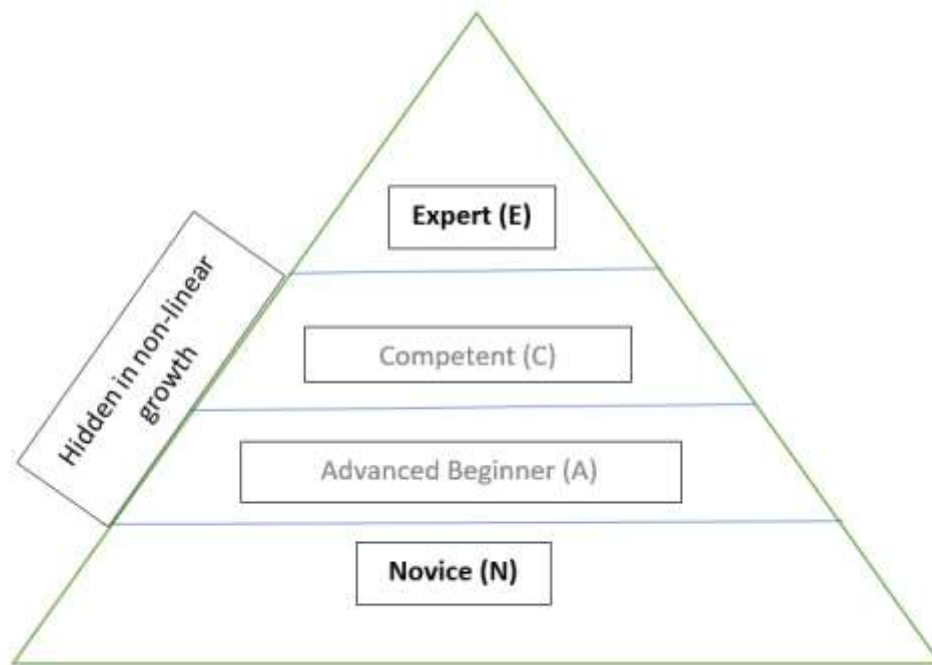 Expert (E)
Hidden in non-linear
growth
Competent (C)
Advanced Beginner (A)
Novice (N)